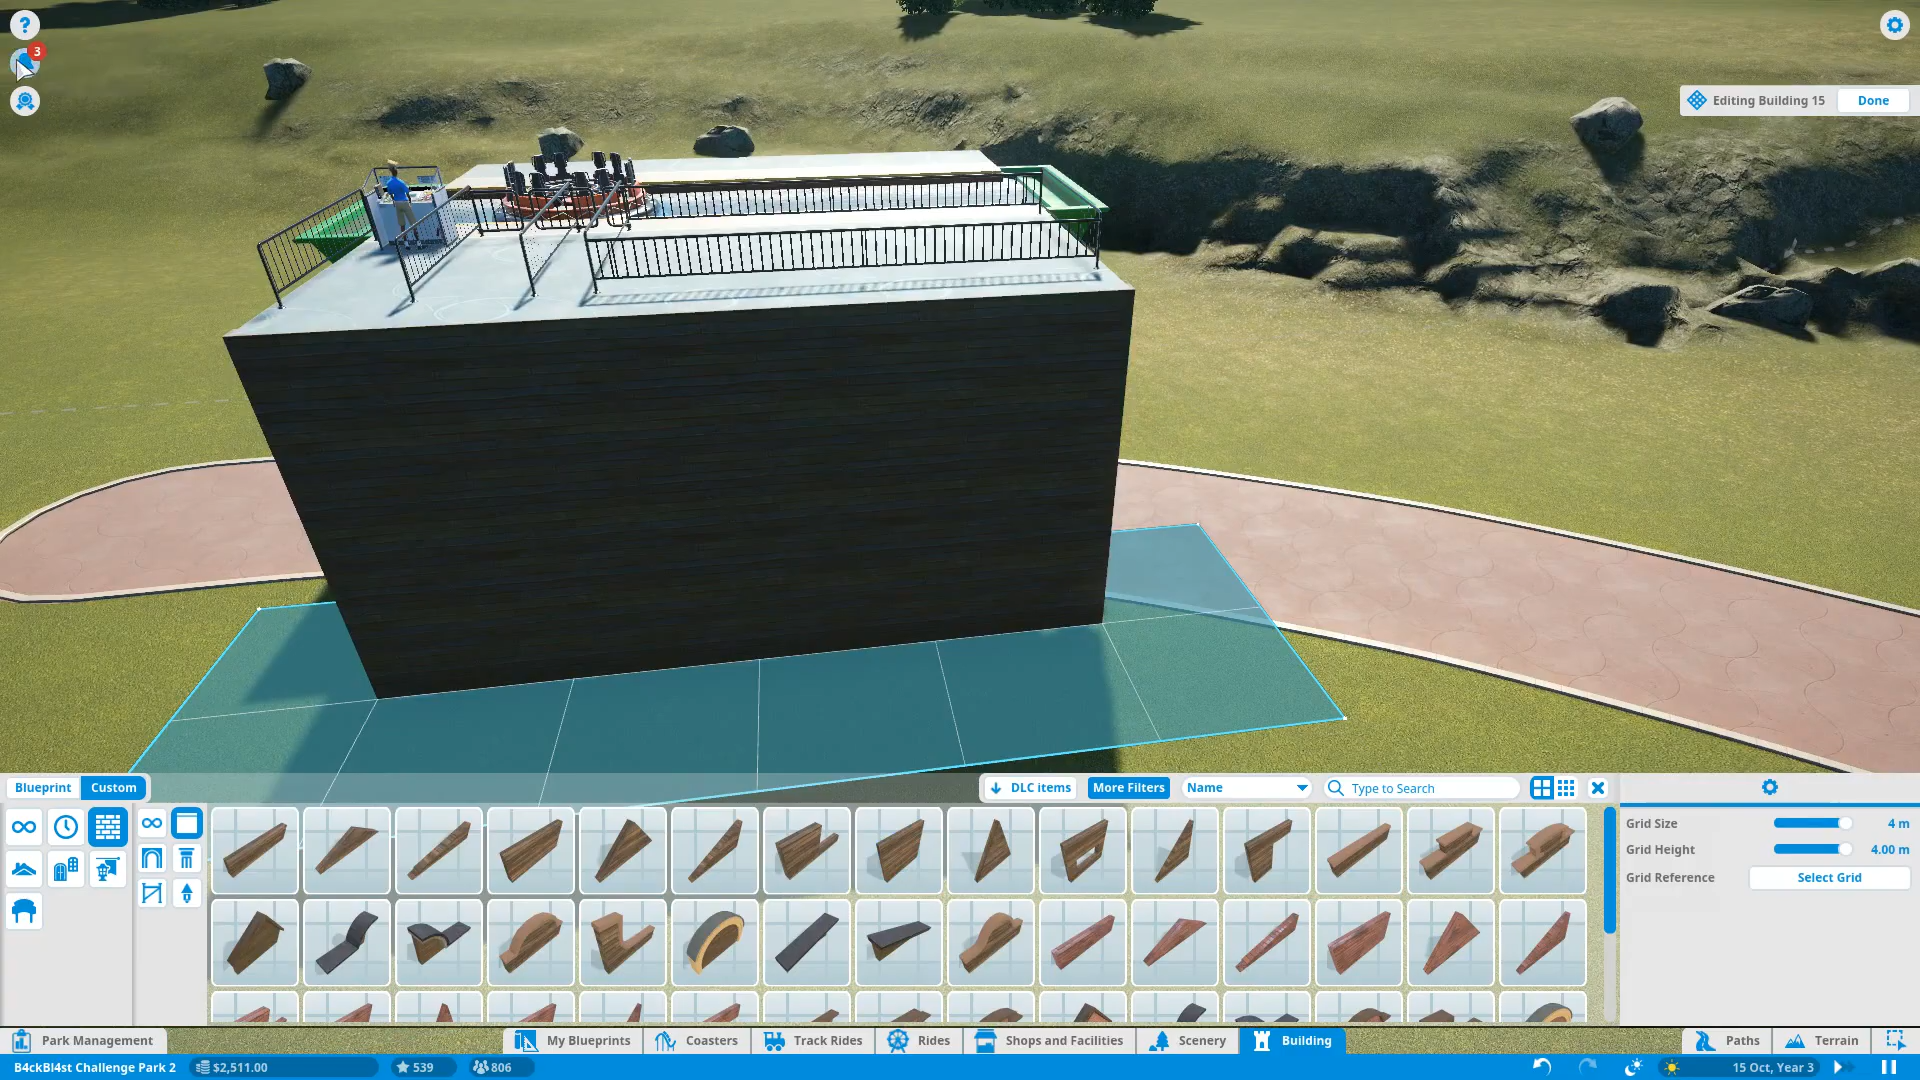 ?
3
Editing Building 15
Done
Blueprint
Custom
DLC items
More Filters
Name
Type to Search
Grid Size
4 m
Grid Height
4.00 m
Grid Reference
Select Grid
Park Management
My Blueprints
Coasters
Track Rides
Rides
Shops and Facilities
Scenery
Building
Paths
Terrain
B4ckBl4st Challenge Park 2
$2,511.00
539
806
15 Oct, Year 3